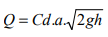 Q = Cd.a.√2gh